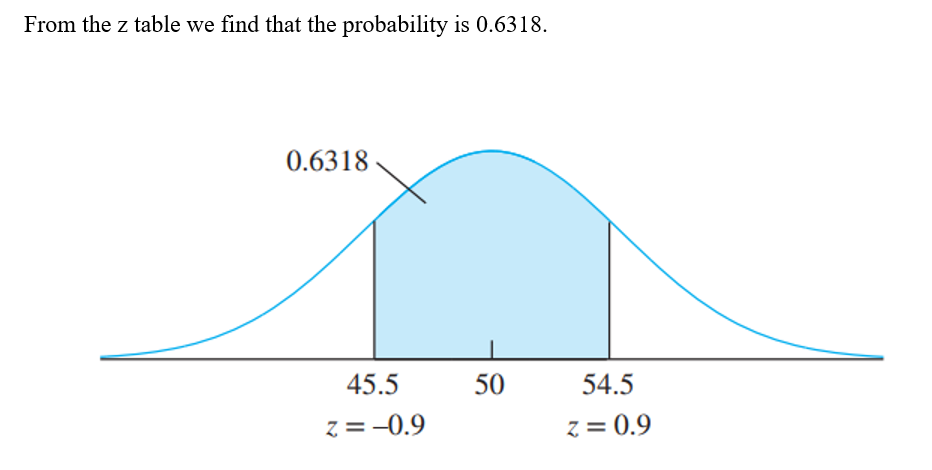 From the z table we find that the probability is 0.6318.
0.6318
45.5 50 54.5
z = –0.9 z = 0.9